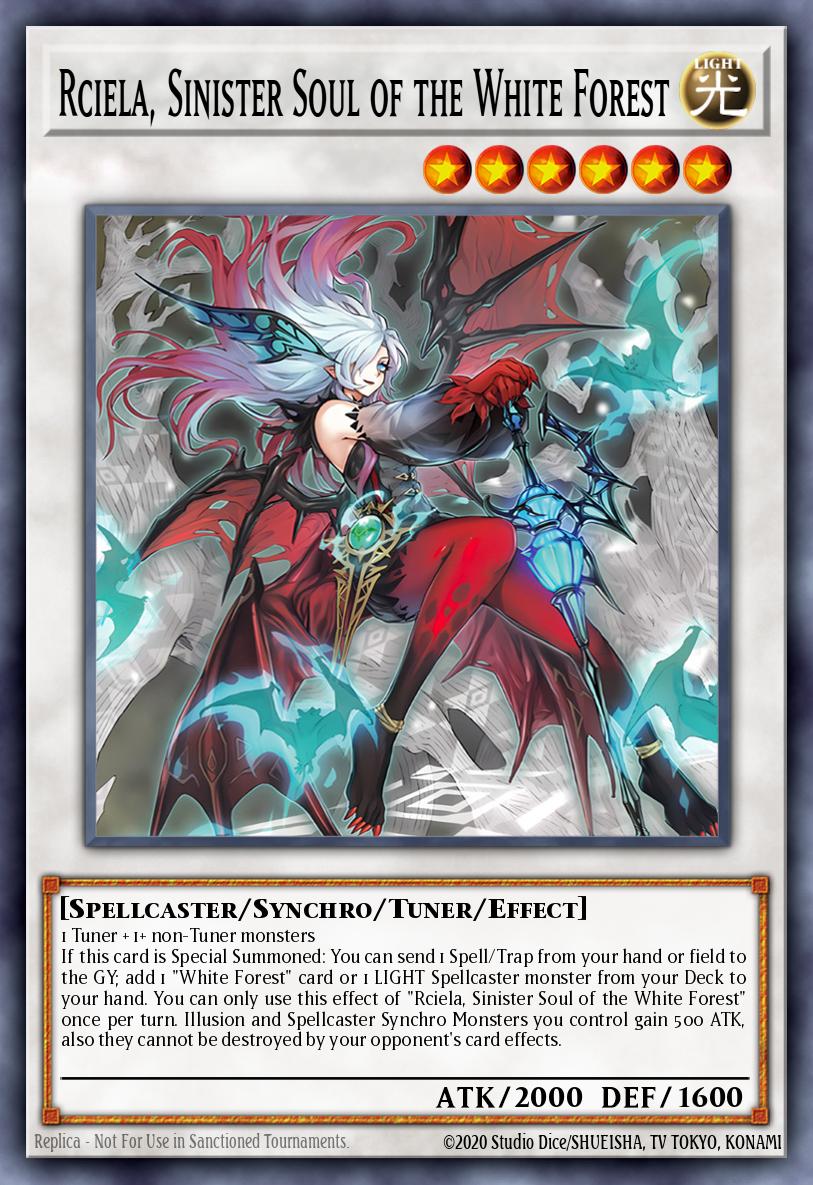 Rciela, Sinister Soul of the White Forest
LIGHT
光
[Spellcaster/Synchro/Tuner/Effect]
1 Tuner + 1+ non-Tuner monsters
If this card is Special Summoned: You can send 1 Spell/Trap from your hand or field to
the GY; add 1 "White Forest" card or 1 LIGHT Spellcaster monster from your Deck to
your hand. You can only use this effect of "Rciela, Sinister Soul of the White Forest"
once per turn. Illusion and Spellcaster Synchro Monsters you control gain 500 ATK,
also they cannot be destroyed by your opponent's card effects.
ATK/2000 DEF/1600
Replica - Not For Use in Sanctioned Tournaments.
©2020 Studio Dice/SHUEISHA, TV TOKYO, KONAMI